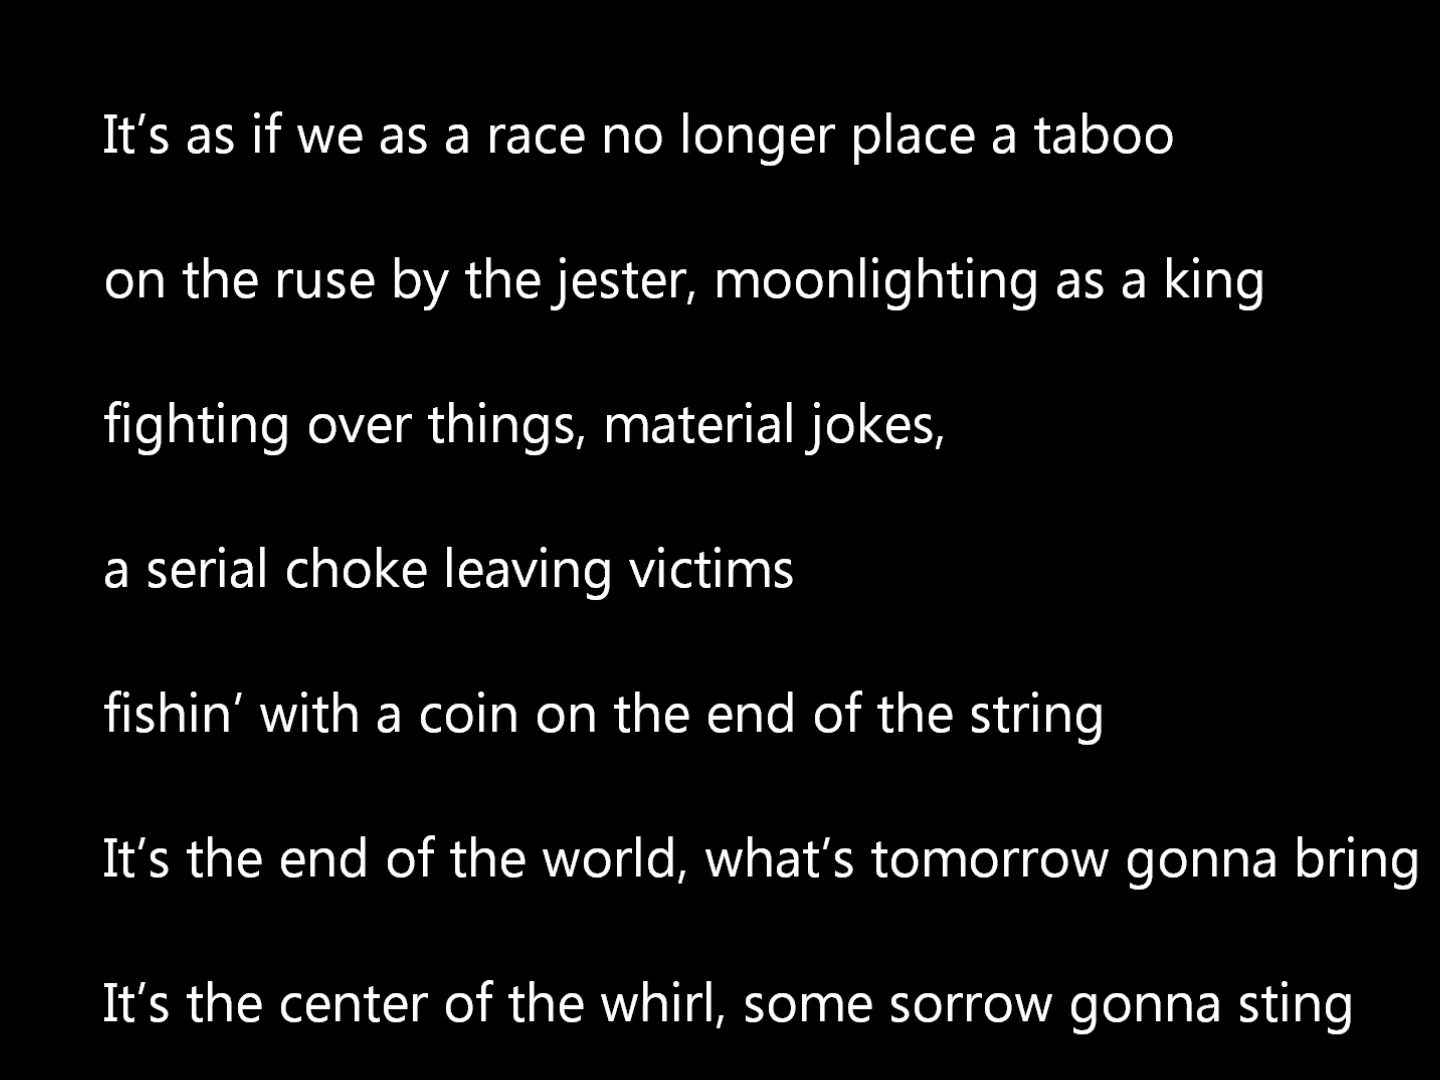 It’s as if we as a race no longer place a taboo
on the ruse by the jester, moonlighting as a king
fighting over things, material jokes,
a serial choke leaving victims
fishin’ with a coin on the end of the string
It’s the end of the world, what’s tomorrow gonna bring
It’s the center of the whirl, some sorrow gonna sting